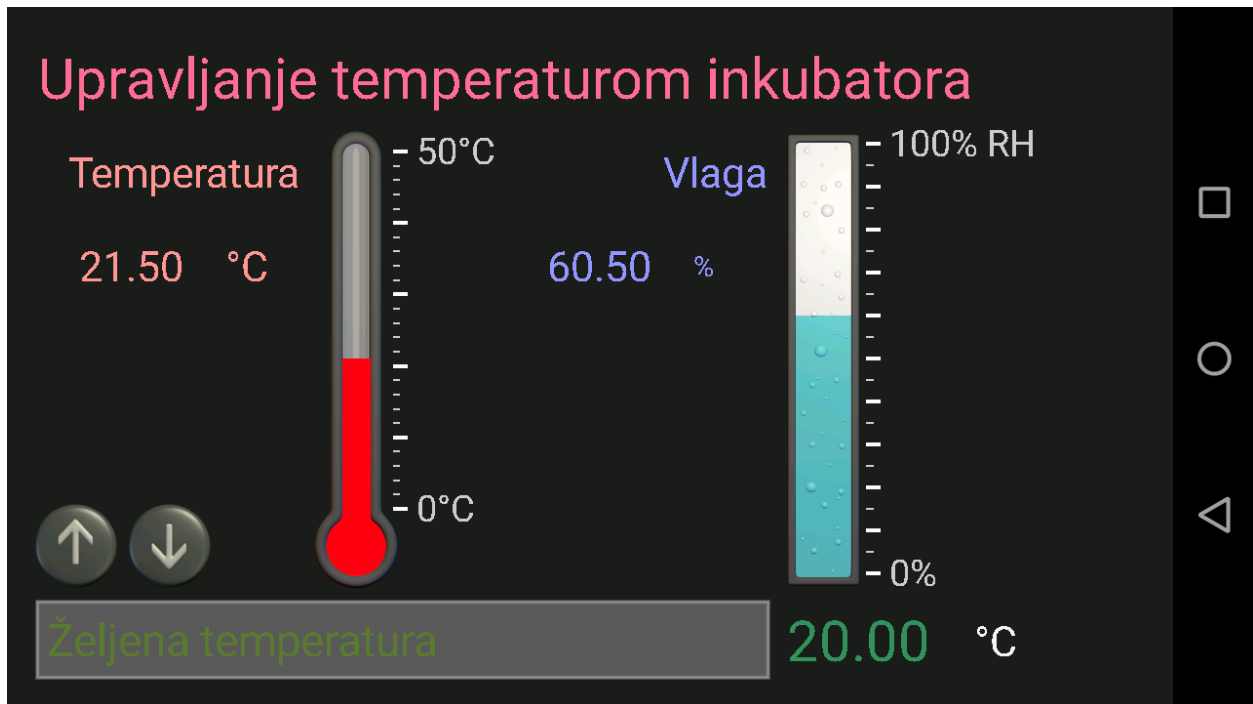 Upravljanje temperaturom inkubatora
Temperatura
50°C
Vlaga
100% RH
21.50 °C
60.50 %
0°C
0%
Željena temperatura
20.00 °C